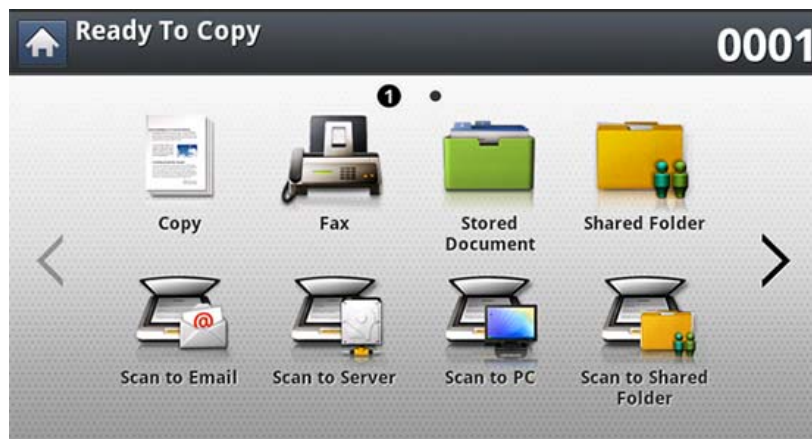 Ready To Copy
0001
1
Copy
Fax
Stored
Document
Shared Folder
Scan to Email
Scan to Server
Scan to PC
Scan to Shared
Folder